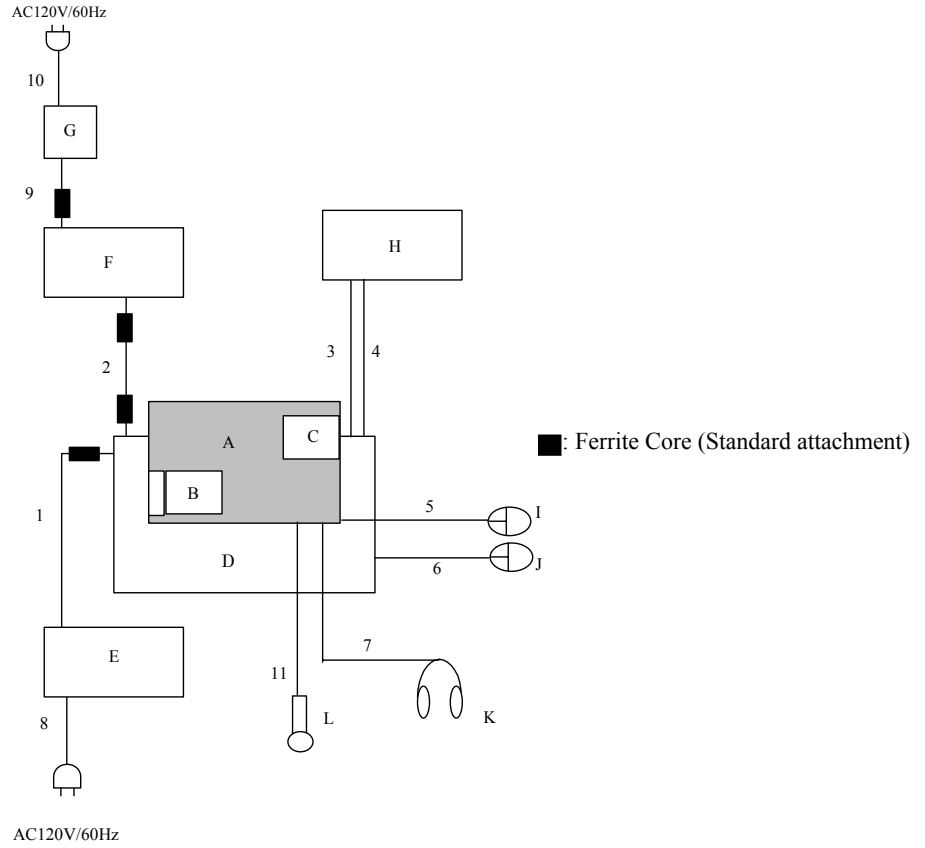 AC120V/60Hz
10
G
9
F
H
3
4
2
A
C
: Ferrite Core (Standard attachment)
B
5
I
1
D
6
J
7
E
11
L
K
8
AC120V/60Hz